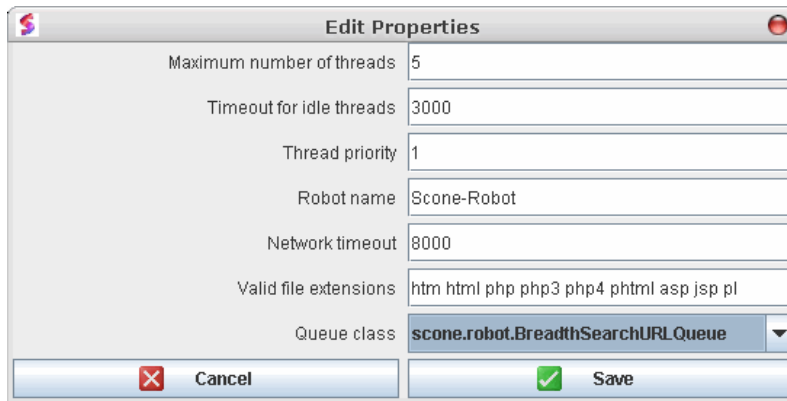 Edit Properties
Maximum number of threads 5
Timeout for idle threads 3000
Thread priority 1
Robot name Scone-Robot
Network timeout 8000
Valid file extensions htm html php php3 php4 phtml asp jsp pl
Queue class scone.robot.BreadthSearchURLQueue
Cancel Save